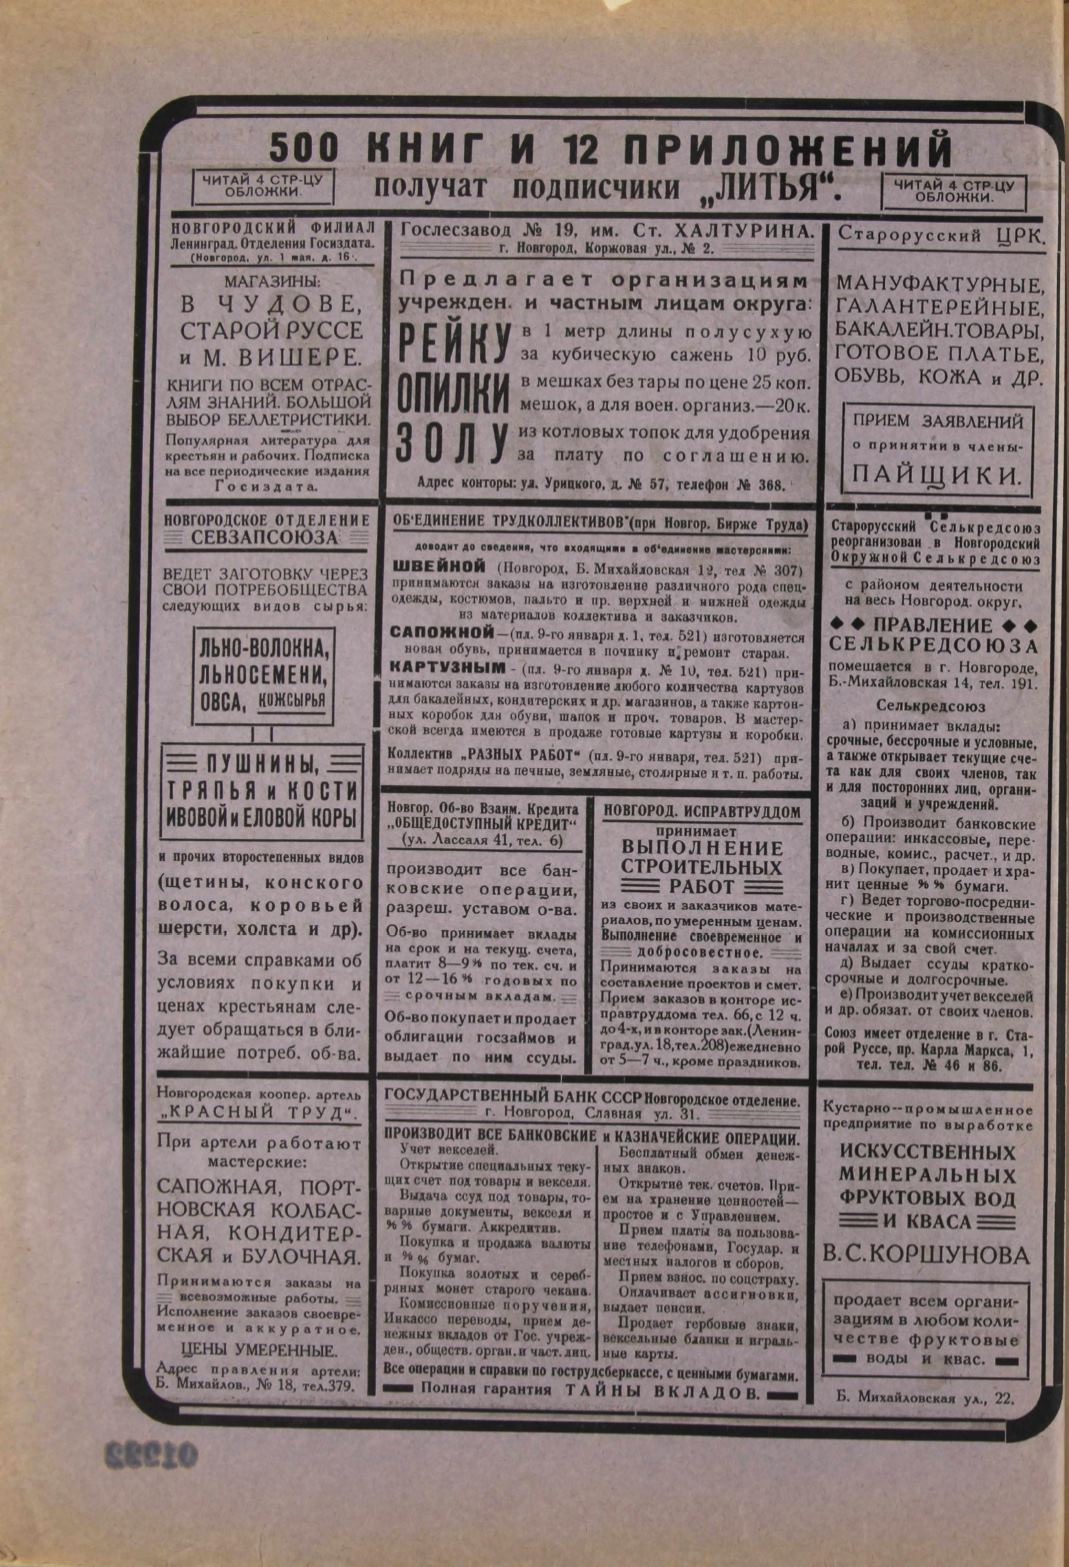 500 КНИГ И 12 ПРИЛОЖЕНИЙ
ЧИТАЙ 4 СТР-ЦУ
ОБЛОЖКИ.
получат подписчики „ЛИТЬЯ“.
ЧИТАЙ 4 СТР-ЦУ
ОБЛОЖКИ.
НОВГОРОДСКИЙ ФИЛИАЛ
Ленинград. Отделения Госиздата.
(Новгород, ул. 1 мая, д. 16).
МАГАЗИНЫ:
В ЧУДОВЕ,
СТАРОЙ РУССЕ
и М. ВИШЕРЕ.
КНИГИ ПО ВСЕМ ОТРАС-
ЛЯМ ЗНАНИЙ. БОЛЬШОЙ
ВЫБОР БЕЛЛЕТРИСТИКИ.
Популярная литература для
крестьян и рабочих. Подписка
на все периодические издания
Госиздата.
Гослесзавод № 19, им. Ст. ХАЛТУРИНА.
г. Новгород, Коржовая ул., № 2.
Предлагает организациям
учрежден. и частным лицам округа:
РЕЙКУ в 1 метр длины полусухую
за кубическую сажень 10 руб.
ОПИЛКИ в мешках без тары по цене 25 коп.
мешок, а для воен. организ.—20 к.
ЗОЛУ из котловых топок для удобрения
за плату по соглашению.
Адрес конторы: ул. Урицкого, д. № 57, телефон № 368.
Старорусский ЦРК.
МАНУФАКТУРНЫЕ,
ГАЛАНТЕРЕЙНЫЕ,
БАКАЛЕЙН. ТОВАРЫ,
ГОТОВОЕ ПЛАТЬЕ,
ОБУВЬ, КОЖА и ДР.
ПРИЕМ ЗАЯВЛЕНИЙ
о принятии в члены-
ПАЙЩИКИ.
НОВГОРОДСКОЕ ОТДЕЛЕНИЕ
СЕВЗАПСОЮЗА
ВЕДЕТ ЗАГОТОВКУ ЧЕРЕЗ
СВОИ ПОТРЕБОБЩЕСТВА
следующих видов сырья:
ЛЬНО-ВОЛОКНА,
ЛЬНОСЕМЕНИ,
ОВСА, КОЖСЫРЬЯ
ПУШНИНЫ,
ТРЯПЬЯ и КОСТИ
ИВОВОЙ и ЕЛОВОЙ КОРЫ
и прочих второстепенных видов
(щетины, конского
волоса, коровьей
шерсти, холста и др).
За всеми справками об
условиях покупки и
ценах крестьянам сле-
дует обращаться в бли-
жайшие потреб. об-ва.
ОБ'ЕДИНЕНИЕ ТРУДКОЛЛЕКТИВОВ (при Новгор. Бирже Труда)
доводит до сведения, что входящими в об'единение мастерскими:
ШВЕЙНОЙ (Новгород, Б. Михайловская 12, тел № 307)
принимаются заказы на изготовление различного рода спец-
одежды, костюмов, пальто и пр. верхней и нижней одежды
из материалов коллектива и заказчиков.
САПОЖНОЙ—(пл. 9-го января д. 1, тел. 521) изготовляется
новая обувь, принимается в починку и ремонт старая.
КАРТУЗНЫМ - (пл. 9-го января д. № 10, тел. 521) при-
нимаются заказы на изготовление любого количества картузов
для бакалейных, кондитерских и др. магазинов, а также картон-
ных коробок для обуви, шапок и проч. товаров. В мастер-
ской всегда имеются в продаже готовые картузы и коробки.
Коллектив „РАЗНЫХ РАБОТ“ (пл. 9-го января, тел. 521) при-
нимает подряды на печные, земляные, столярные и т. п. работы.
Старорусский Селькредсоюз
реорганизован в Новгородский
Окружной Селькредсоюз
с районом деятельности
на весь Новгород. округ.
◆ ◆ ПРАВЛЕНИЕ ◆ ◆
СЕЛЬКРЕДСОЮЗА
помещается в г. Новгороде,
Б.-Михайловская 14, тел. 191.
Селькредсоюз
а) принимает вклады:
срочные, бессрочные и условные,
а также открывает текущие сче-
та как для своих членов, так
и для посторонних лиц, органи-
заций и учреждений.
б) Производит банковские
операции: инкассовые, пере-
водные, комис., расчет., и др.
в) Покупает, продает и хра-
нит ценные %% бумаги.
г) Ведет торгово-посредни-
ческие и производственные
операции на комиссионных
началах и за свой счет.
д) Выдает ссуды кратко-
срочные и долгосрочные.
е) Производит учет векселей
и др. обязат. от своих членов.
Союз имеет отделение в г. Ста-
рой Руссе, пр. Карла Маркса, 1,
тел. тел. № 46 и 86.
Новгор. Об-во Взаим. Кредита
„ОБЩЕДОСТУПНЫЙ КРЕДИТ“
(ул. Лассаля 41, тел. 6)
производит все бан-
ковские операции,
разреш. уставом о-ва.
Об-во принимает вклады
на срок и на текущ. счета,
платит 8—9% по тек. сч. и
от 12—16% годовых по
срочным вкладам.
Об-во покупает и продает
облигации госзаймов и
выдает по ним ссуды.
НОВГОРОД. ИСПРАВТРУДДОМ
принимает
ВЫПОЛНЕНИЕ
СТРОИТЕЛЬНЫХ
РАБОТ
из своих и заказчиков мате-
риалов, по умеренным ценам.
Выполнение своевременное и
добросовестное.
Принимаются заказы на
составление проектов и смет.
Прием заказов в конторе ис-
правтруддома тел. 66, с 12 ч.
до 4-х, и в конторе зак. (Ленин-
град. ул. 18, тел. 208) ежедневно
от 5—7 ч., кроме праздников.
Новгородская коопер. артель
„КРАСНЫЙ ТРУД“.
При артели работают
мастерские:
САПОЖНАЯ, ПОРТ-
НОВСКАЯ КОЛБАС-
НАЯ, КОНДИТЕР-
СКАЯ и БУЛОЧНАЯ.
Принимаются заказы на
всевозможные работы.
Исполнение заказов своевре-
менное и аккуратное.
ЦЕНЫ УМЕРЕННЫЕ.
Адрес правления артели:
Б. Михайлов., № 18, тел. 379.
ГОСУДАРСТВЕННЫЙ БАНК СССР Новгородское отделение.
г. Новгород, Славная ул. 31.
ПРОИЗВОДИТ ВСЕ БАНКОВСКИЕ и КАЗНАЧЕЙСКИЕ ОПЕРАЦИИ.
Учет векселей.
Открытие специальных теку-
щих счет под товары и векселя.
Выдача ссуд под товары, то-
варные документы, векселя и
%% бумаги. Аккредитив.
Покупка и продажа валюты
и %% бумаг.
Покупка золотых и сереб-
ряных монет старого чекана.
Комиссионные поручения,
Инкассо переводы, прием де-
нежных вкладов от Гос. учреж-
ден., обществ. орган. и част. лиц.
Бесплатный обмен денеж-
ных знаков.
Открытие тек. счетов. При-
ем на хранение ценностей—
простое и с Управлением.
Прием платы за пользова-
ние телефонами, Государ. и
местных налогов и сборов.
Прием взнос. по соцстраху.
Оплачивает ассигновки,
выдает пенсии.
Продает гербовые знаки,
вексельные бланки и играль-
ные карты.
Все операции и справки по гострудсберкассе, с ценными бумагами.
Полная гарантия ТАЙНЫ ВКЛАДОВ.
Кустарно--промышленное
предприятие по выработке
ИСКУССТВЕННЫХ
МИНЕРАЛЬНЫХ
ФРУКТОВЫХ ВОД
И КВАСА
В. С. КОРШУНОВА
продает всем органи-
зациям в любом коли-
честве фруктовые
воды и квас.
Б. Михайловская ул., 22.